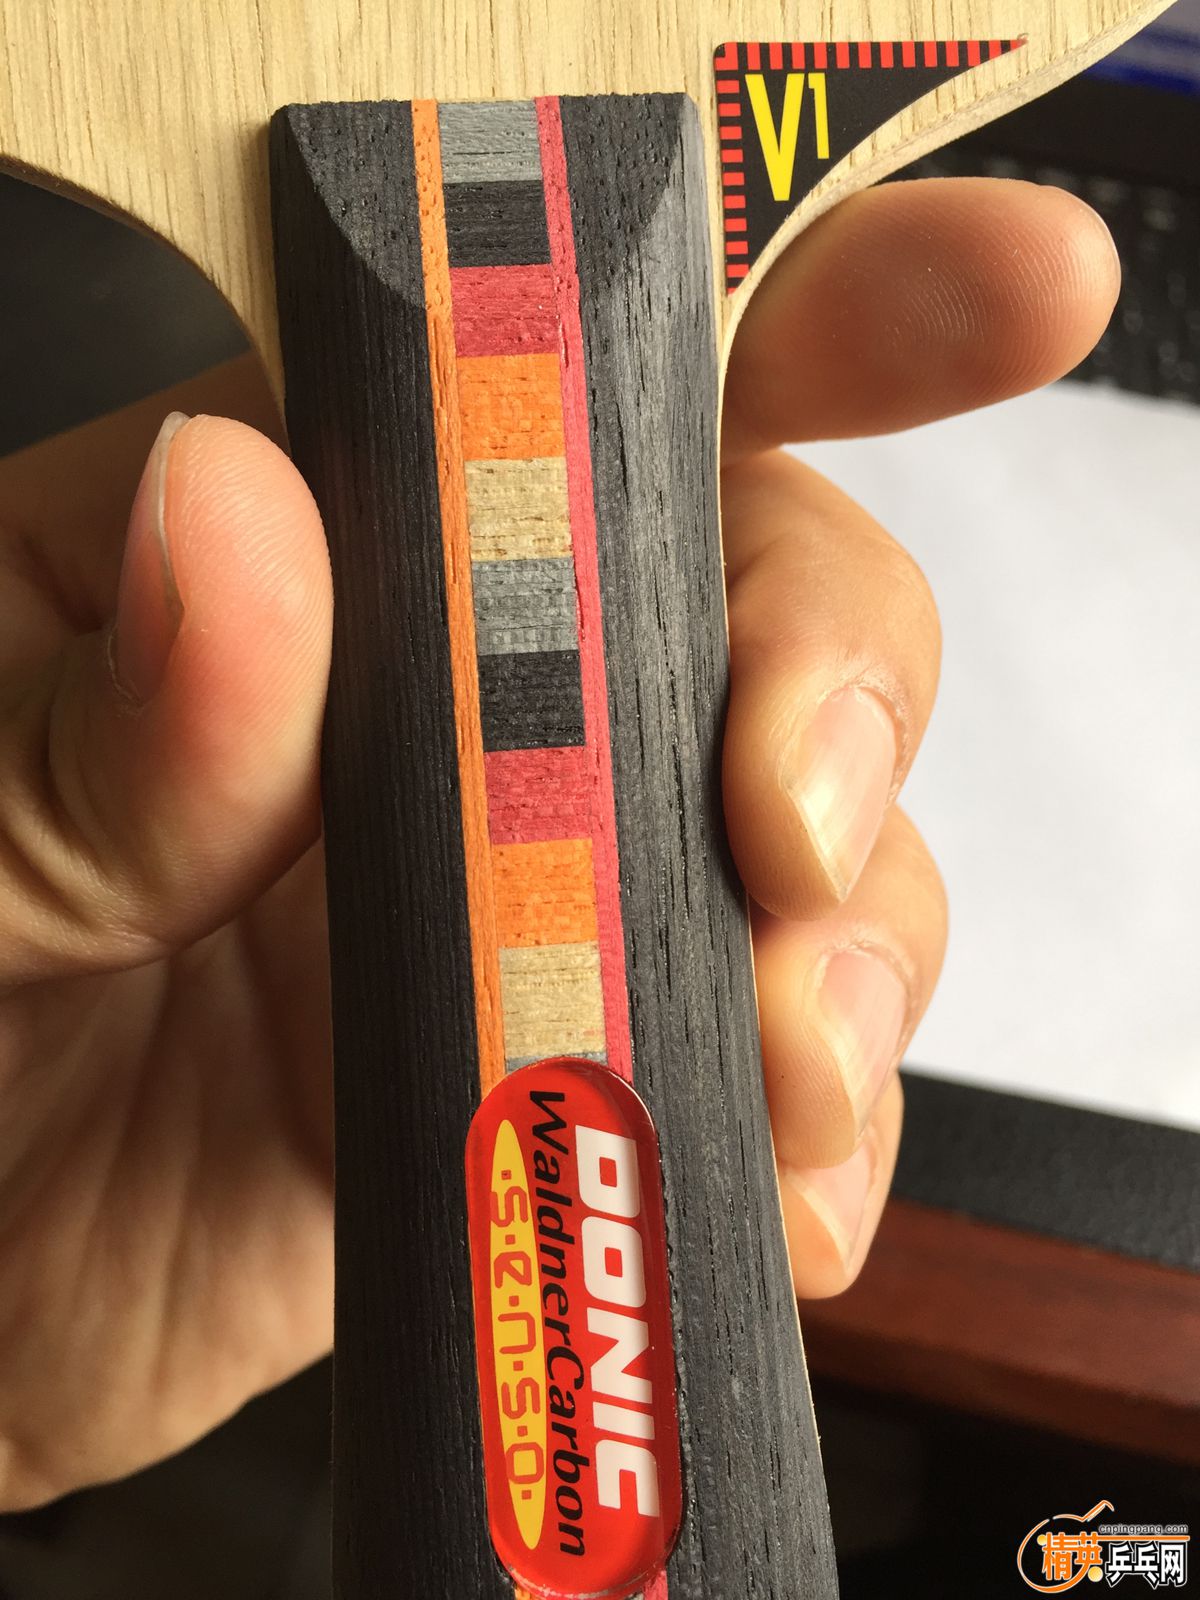 V1
DONIC
WaldnerCarbon
s.e.n.s.o.
cnpingpang.com
精英乒乓网